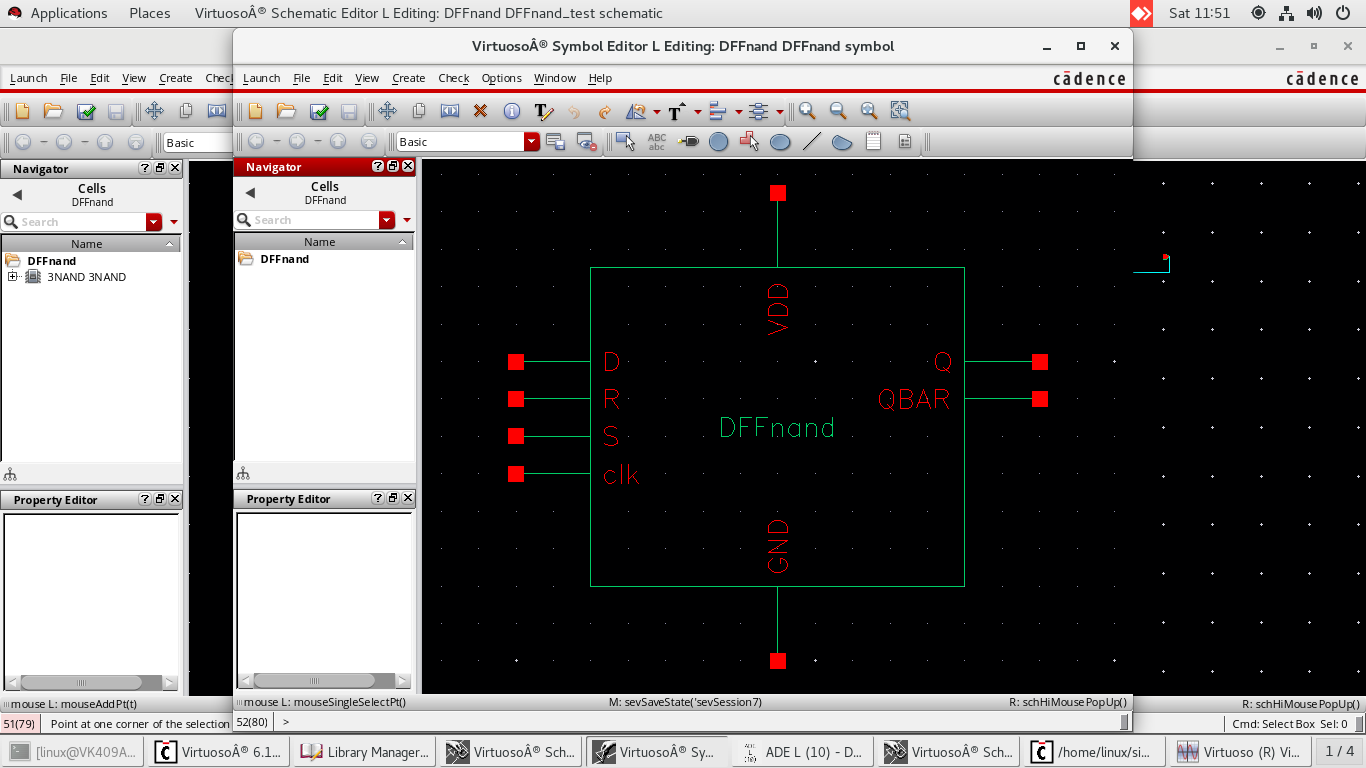 Applications Places VirtuosoÂ® Schematic Editor L Editing: DFFnand DFFnand_test schematic Sat 11:51
VirtuosoÂ® Symbol Editor L Editing: DFFnand DFFnand symbol
Launch File Edit View Create Chec
Launch File Edit View Create Check Options Window Help cādence
cādence
Basic
Basic
ABC
abc
Navigator
Cells
DFFnand
Search
Name
DFFnand
3NAND 3NAND
Property Editor
Navigator
Cells
DFFnand
Search
Name
DFFnand
Property Editor
VDD
D
R
S
clk
Q
QBAR
DFFnand
GND
mouse L: mouseSingleSelectPt() M: sevSaveState('sevSession7) R: schHiMousePopUp()
52(80) >
mouse L: mouseAddPt(t) R: schHiMousePopUp()
51(79) Point at one corner of the selection Cmd: Select Box Sel: 0
[linux@VK409A... VirtuosoÂ® 6.1... Library Manager... VirtuosoÂ® Sch... VirtuosoÂ® Sy... ADE L (10) - D... VirtuosoÂ® Sch... /home/linux/si... Virtuoso (R) Vi... 1 / 4